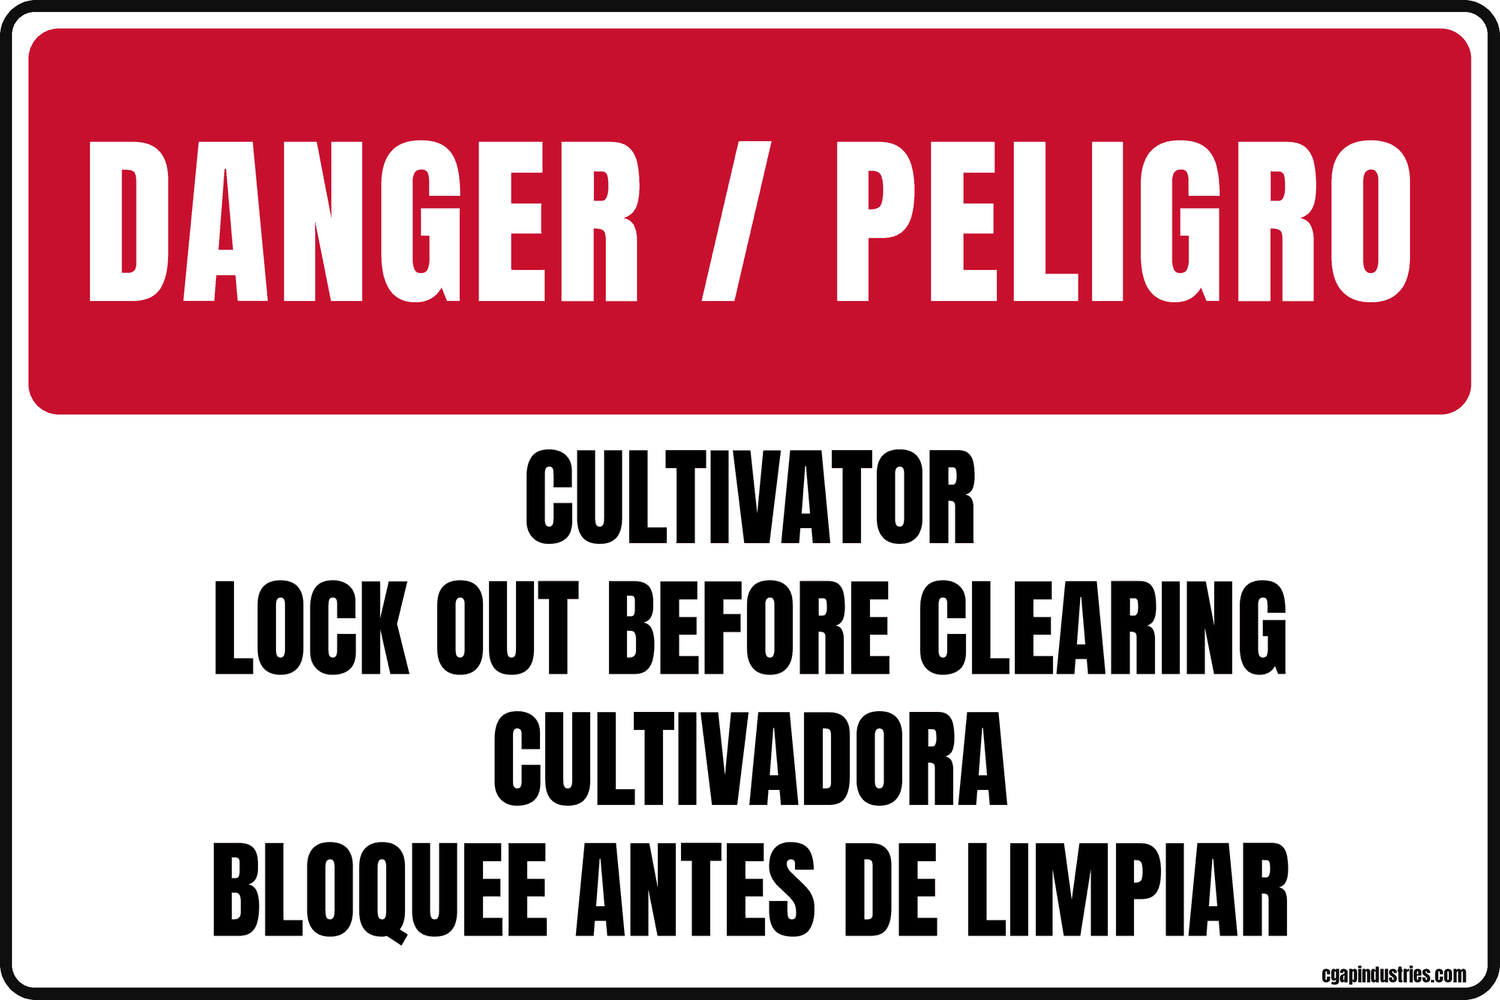 DANGER / PELIGRO
CULTIVATOR
LOCK OUT BEFORE CLEARING
CULTIVADORA
BLOQUEE ANTES DE LIMPIAR
cgapindustries.com